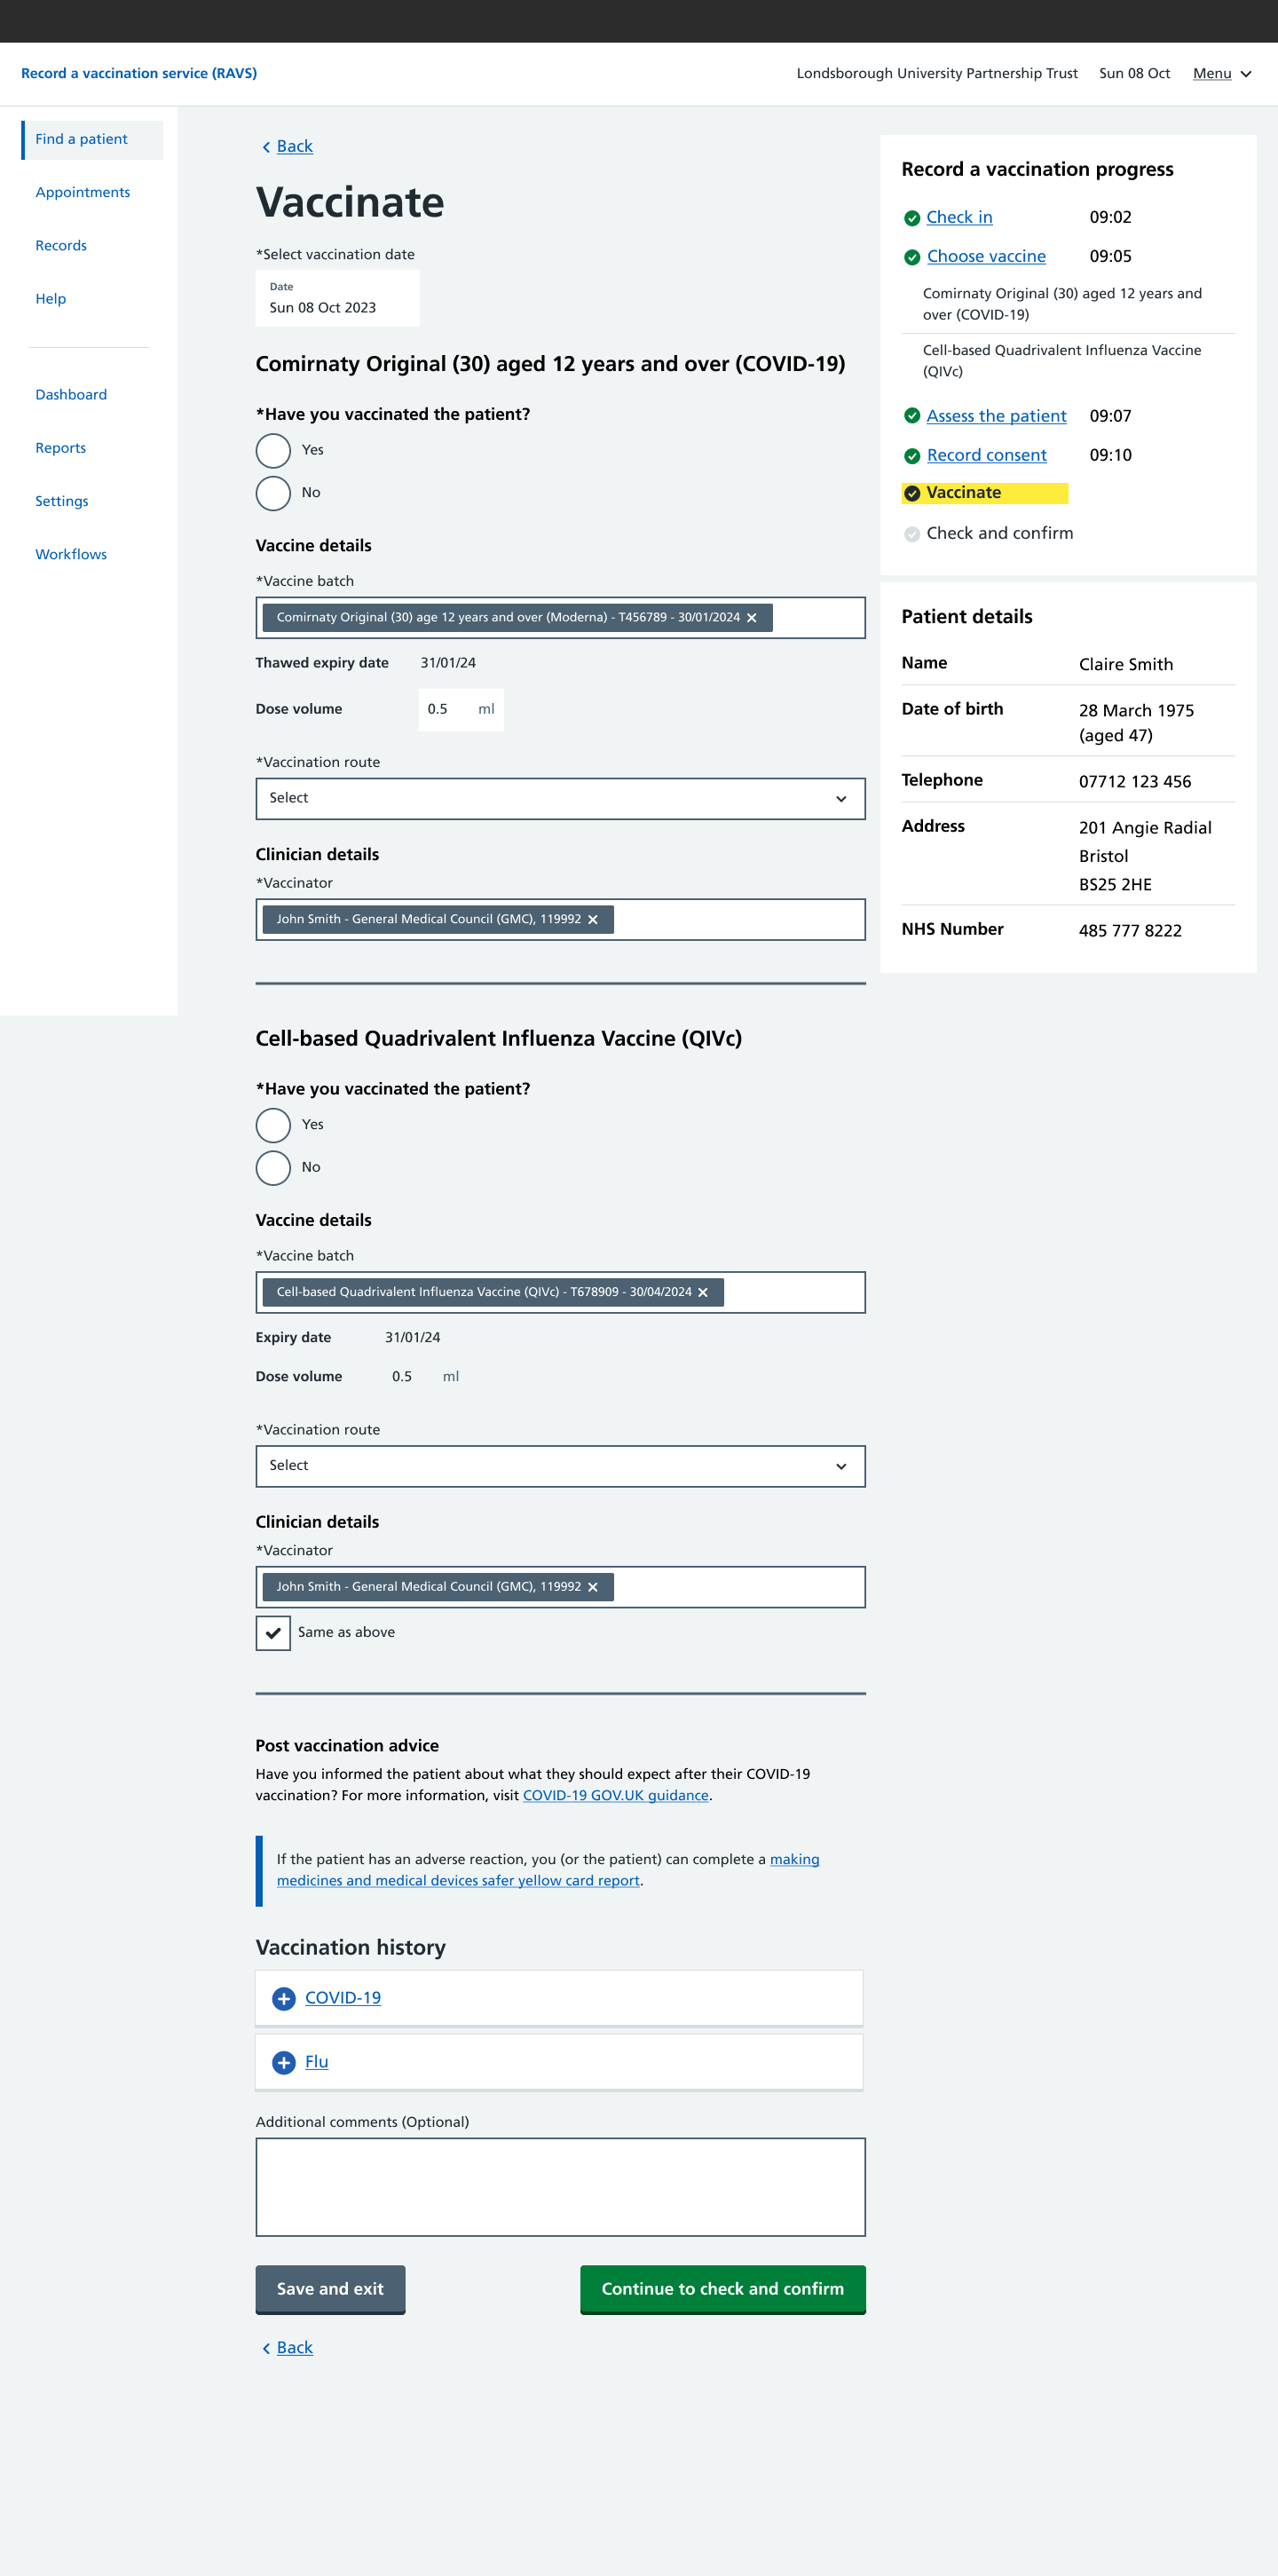 Record a vaccination service (RAVS)
Londsborough University Partnership Trust Sun 08 Oct Menu
Find a patient
Appointments
Records
Help
Dashboard
Reports
Settings
Workflows
Back
Vaccinate
*Select vaccination date
Date
Sun 08 Oct 2023
Comirnaty Original (30) aged 12 years and over (COVID-19)
*Have you vaccinated the patient?
Yes
No
Vaccine details
*Vaccine batch
Comirnaty Original (30) age 12 years and over (Moderna) - T456789 - 30/01/2024
Thawed expiry date 31/01/24
Dose volume 0.5 ml
*Vaccination route
Select
Clinician details
*Vaccinator
John Smith - General Medical Council (GMC), 119992
Cell-based Quadrivalent Influenza Vaccine (QIVc)
*Have you vaccinated the patient?
Yes
No
Vaccine details
*Vaccine batch
Cell-based Quadrivalent Influenza Vaccine (QIVc) - T678909 - 30/04/2024
Expiry date 31/01/24
Dose volume 0.5 ml
*Vaccination route
Select
Clinician details
*Vaccinator
John Smith - General Medical Council (GMC), 119992
Same as above
Post vaccination advice
Have you informed the patient about what they should expect after their COVID-19
vaccination? For more information, visit COVID-19 GOV.UK guidance.
If the patient has an adverse reaction, you (or the patient) can complete a making
medicines and medical devices safer yellow card report.
Vaccination history
COVID-19
Flu
Additional comments (Optional)
Save and exit
Continue to check and confirm
Back
Record a vaccination progress
Check in 09:02
Choose vaccine 09:05
Comirnaty Original (30) aged 12 years and
over (COVID-19)
Cell-based Quadrivalent Influenza Vaccine
(QIVc)
Assess the patient 09:07
Record consent 09:10
Vaccinate
Check and confirm
Patient details
Name Claire Smith
Date of birth 28 March 1975
(aged 47)
Telephone 07712 123 456
Address 201 Angie Radial
Bristol
BS25 2HE
NHS Number 485 777 8222